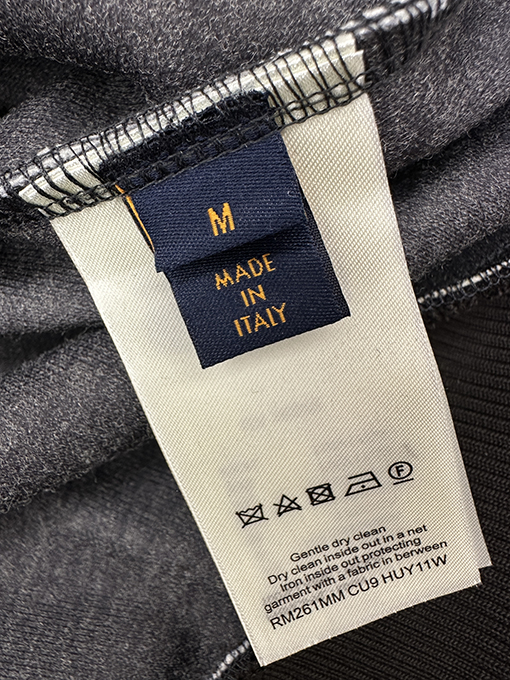 M
MADE
IN
ITALY
Gentle dry clean
Dry clean inside out in a net
Iron inside out protecting
garment with a fabric in berween
RM261MM CU9 HUY11W